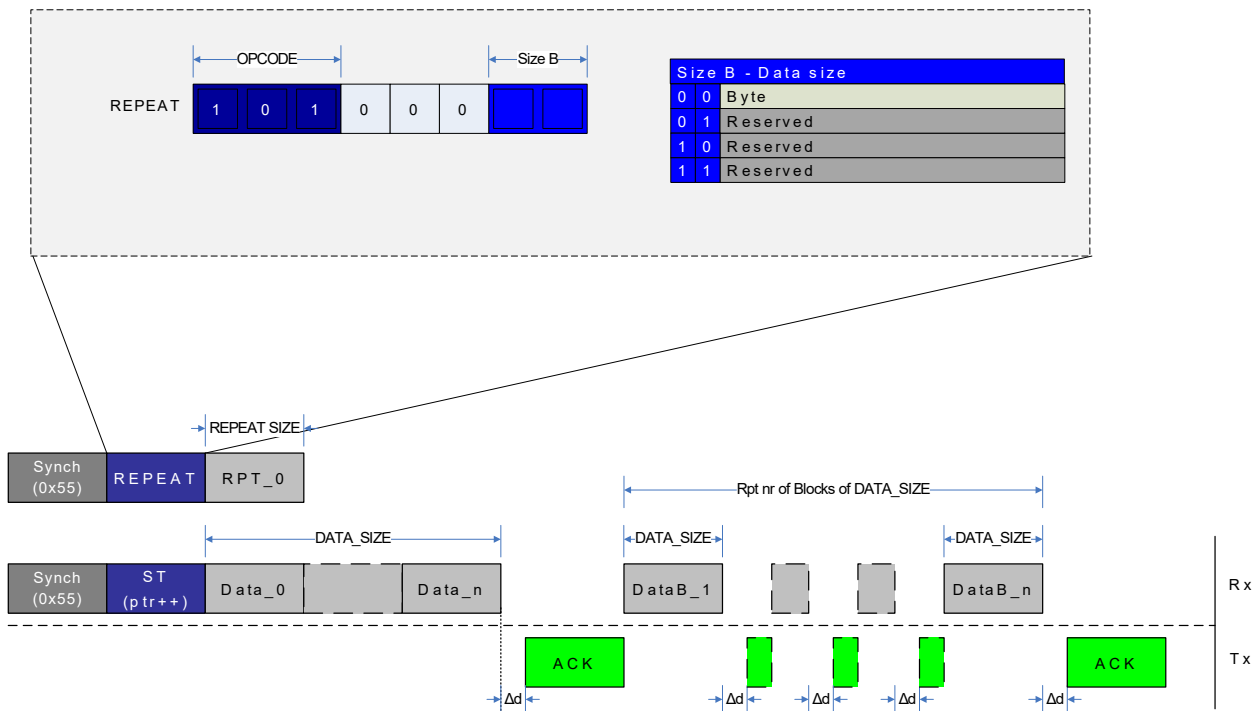 OPCODE
Size B
REPEAT
1 0 1 0 0 0
Size B - Data size
0 0 Byte
0 1 Reserved
1 0 Reserved
1 1 Reserved
REPEAT SIZE
Synch
(0x55)
REPEAT
RPT_0
Rpt nr of Blocks of DATA_SIZE
DATA_SIZE
DATA_SIZE
DATA_SIZE
Synch
(0x55)
ST
(ptr++)
Data_0
Data_n
DataB_1
DataB_n
Rx
ACK
ACK
Tx
Δd
Δd
Δd
Δd
Δd